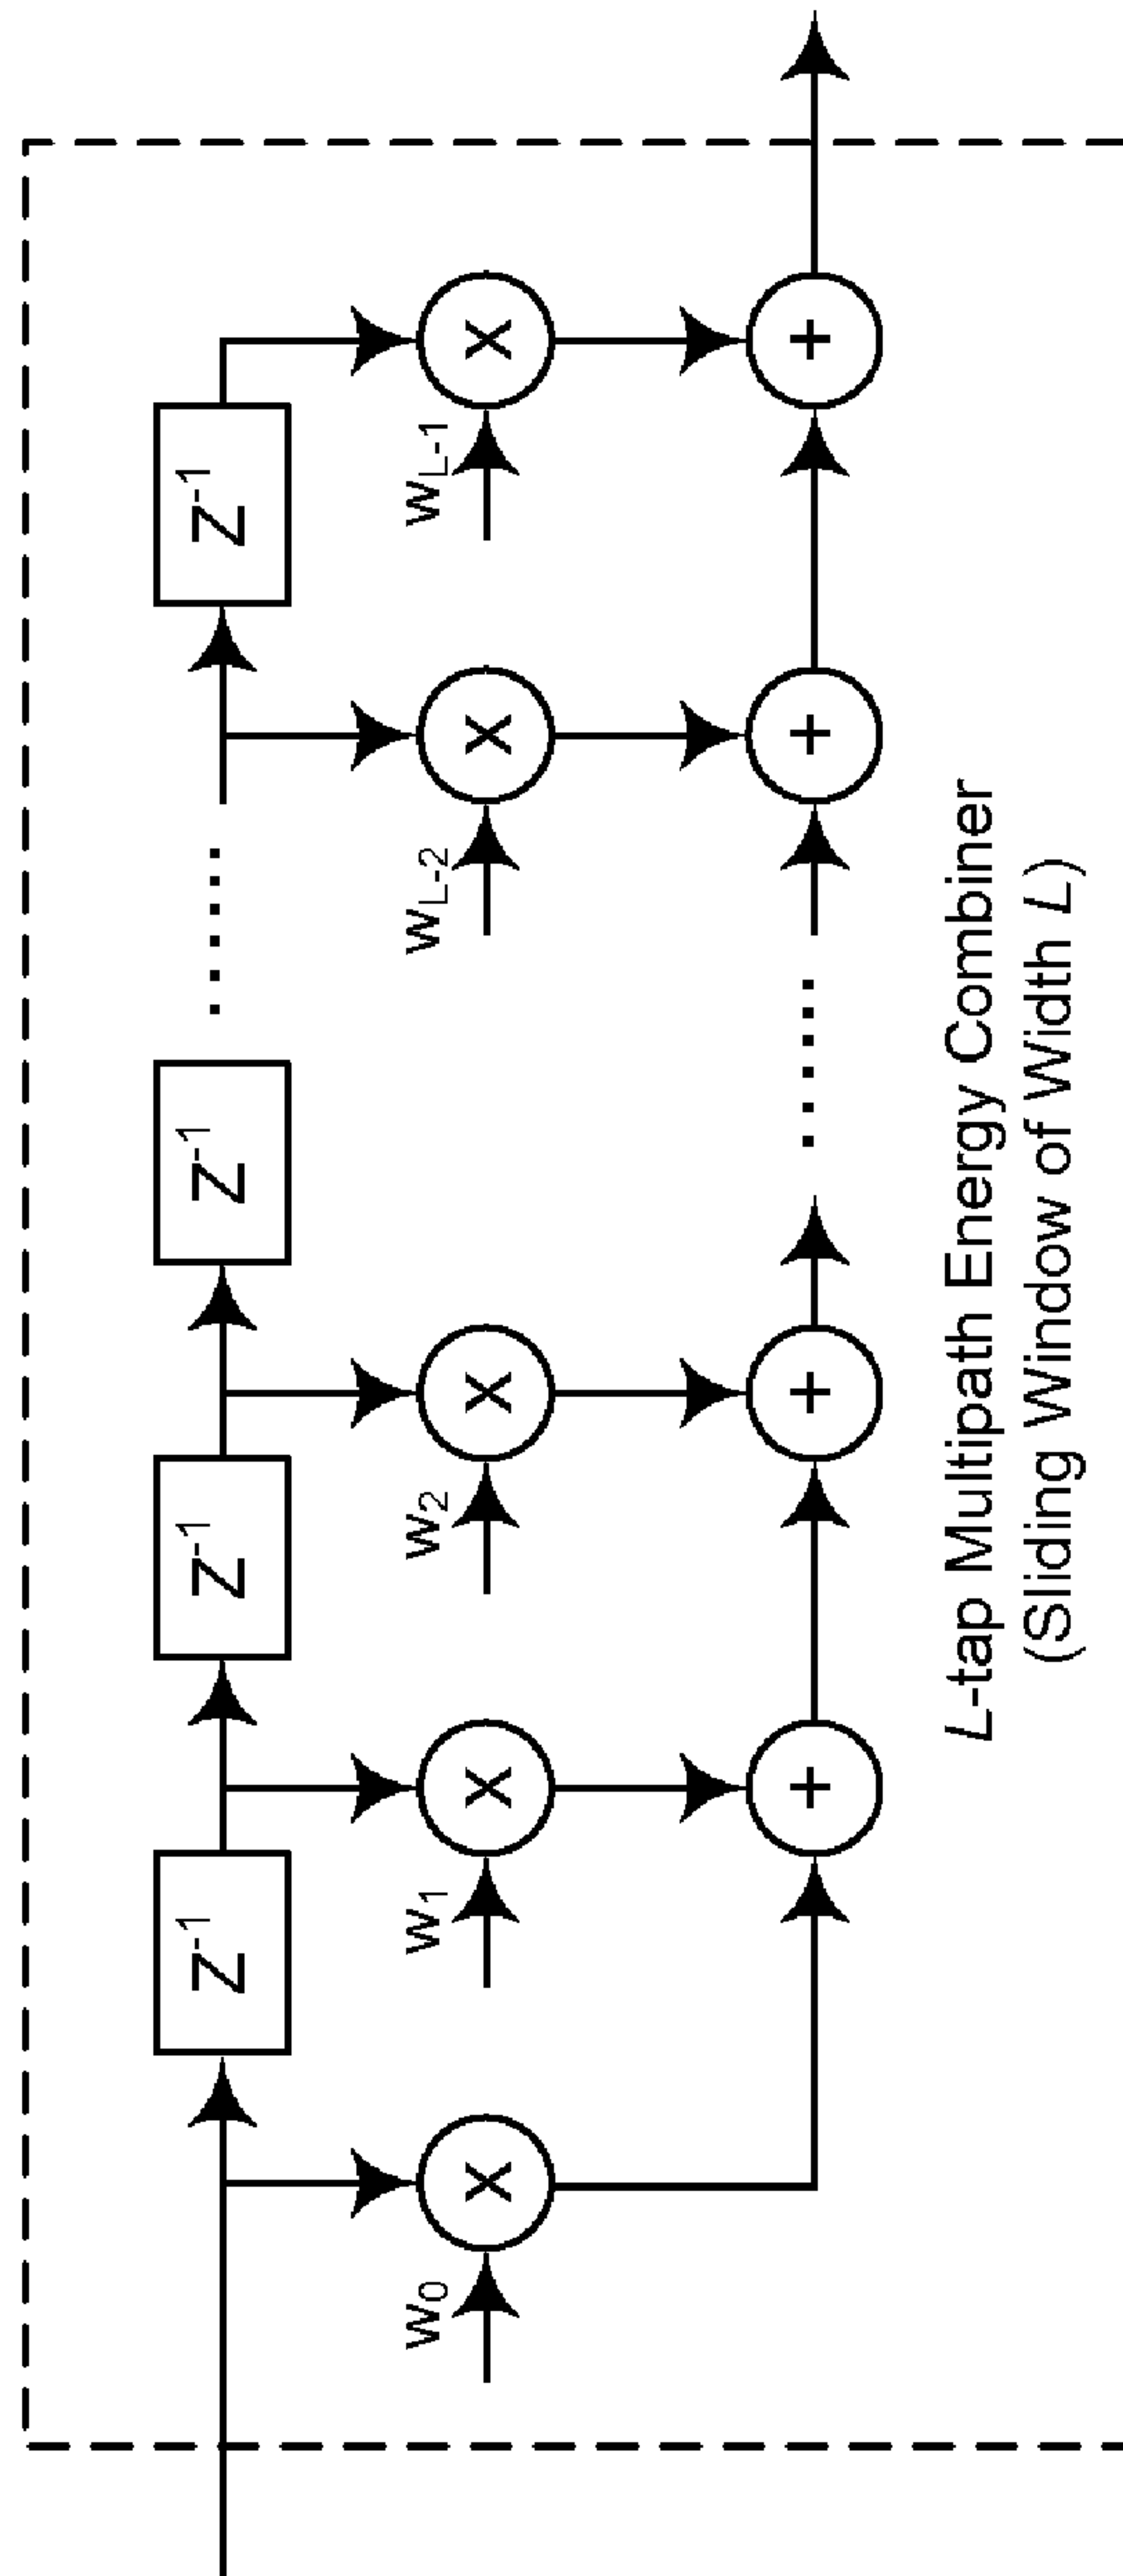 Z-1
Z-1
Z-1
Z-1
w0
w1
w2
wL-2
wL-1
X
X
X
X
X
+
+
+
+
L-tap Multipath Energy Combiner
(Sliding Window of Width L)